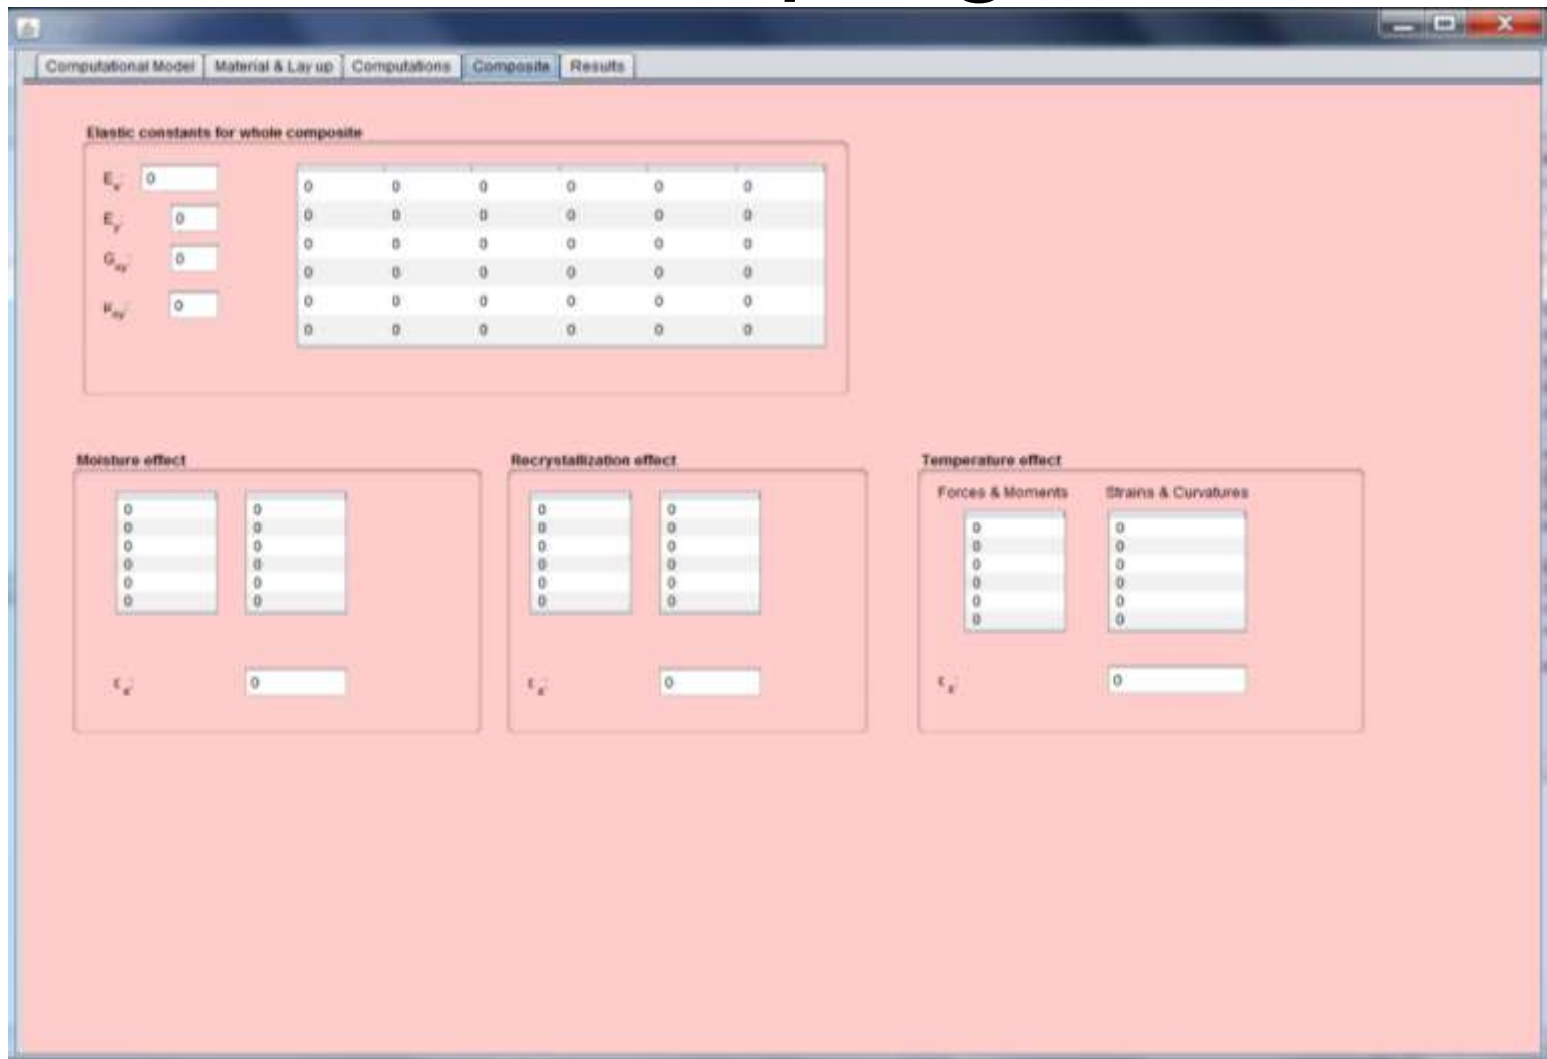 Computational Model Material & Lay up Computations Composite Results
Elastic constants for whole composite
Ex: 0
Ey: 0
Gxy: 0
μxy: 0
0 0 0 0 0 0
0 0 0 0 0 0
0 0 0 0 0 0
0 0 0 0 0 0
0 0 0 0 0 0
0 0 0 0 0 0
Moisture effect
0 0
0 0
0 0
0 0
0 0
0 0
0
Recrystallization effect
0 0
0 0
0 0
0 0
0 0
0 0
0
Temperature effect
Forces & Moments Strains & Curvatures
0 0
0 0
0 0
0 0
0 0
0 0
0